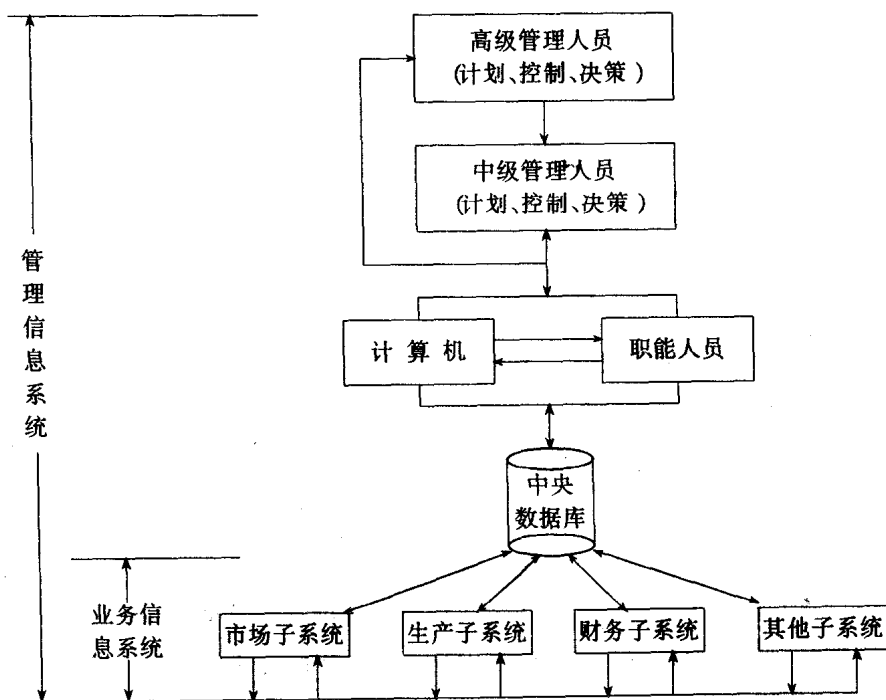 高级管理人员
(计划、控制、决策)
中级管理人员
(计划、控制、决策)
管理信息系统
计算机
职能人员
中央
数据库
业务信
息系统
市场子系统
生产子系统
财务子系统
其他子系统